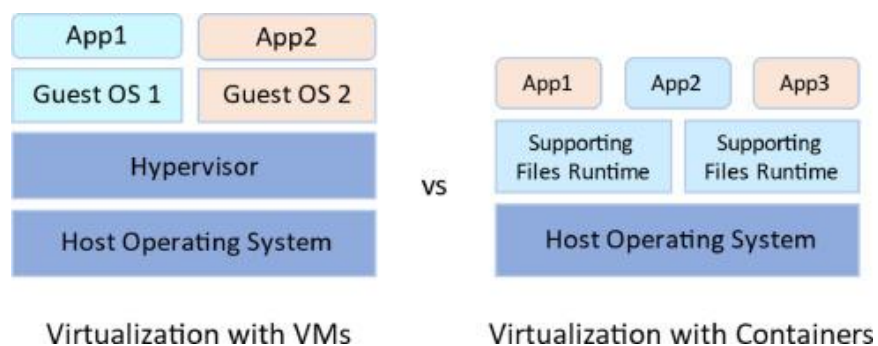 App1
App2
Guest OS 1
Guest OS 2
Hypervisor
Host Operating System
Virtualization with VMs
vs
App1
App2
App3
Supporting
Files Runtime
Supporting
Files Runtime
Host Operating System
Virtualization with Containers